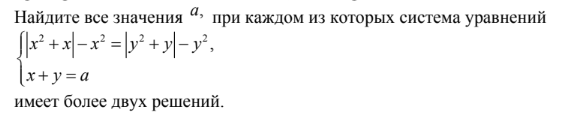 Найдите все значения a, при каждом из которых система уравнений
{|x² + x| − x² = |y² + y| − y²,
x + y = a
имеет более двух решений.